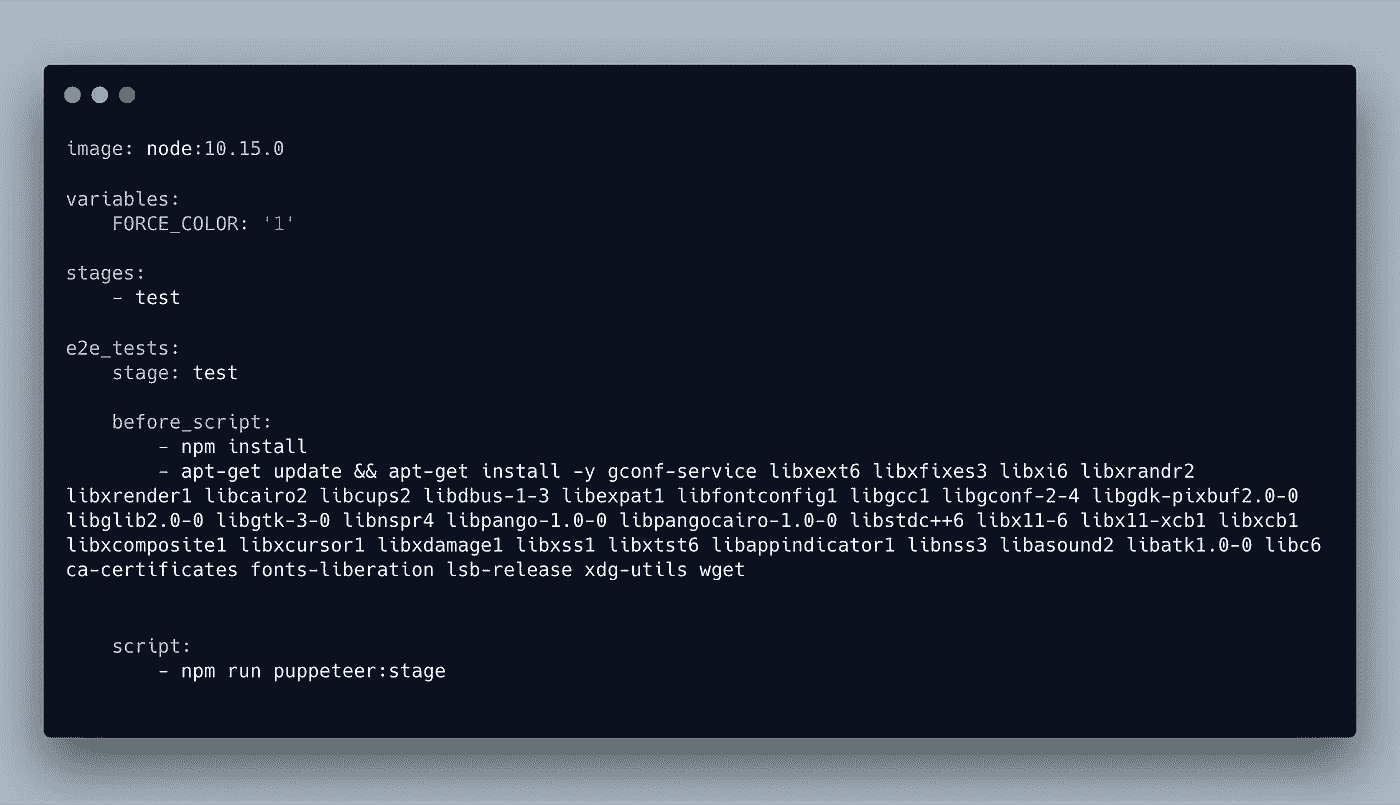 image: node:10.15.0
variables:
    FORCE_COLOR: '1'
stages:
    - test
e2e_tests:
    stage: test
    before_script:
        - npm install
        - apt-get update && apt-get install -y gconf-service libxext6 libxfixes3 libxi6 libxrandr2
libxrender1 libcairo2 libcups2 libdbus-1-3 libexpat1 libfontconfig1 libgcc1 libgconf-2-4 libgdk-pixbuf2.0-0
libglib2.0-0 libgtk-3-0 libnspr4 libpango-1.0-0 libpangocairo-1.0-0 libstdc++6 libx11-6 libx11-xcb1 libxcb1
libxcomposite1 libxcursor1 libxdamage1 libxss1 libxtst6 libappindicator1 libnss3 libasound2 libatk1.0-0 libc6
ca-certificates fonts-liberation lsb-release xdg-utils wget
    script:
        - npm run puppeteer:stage